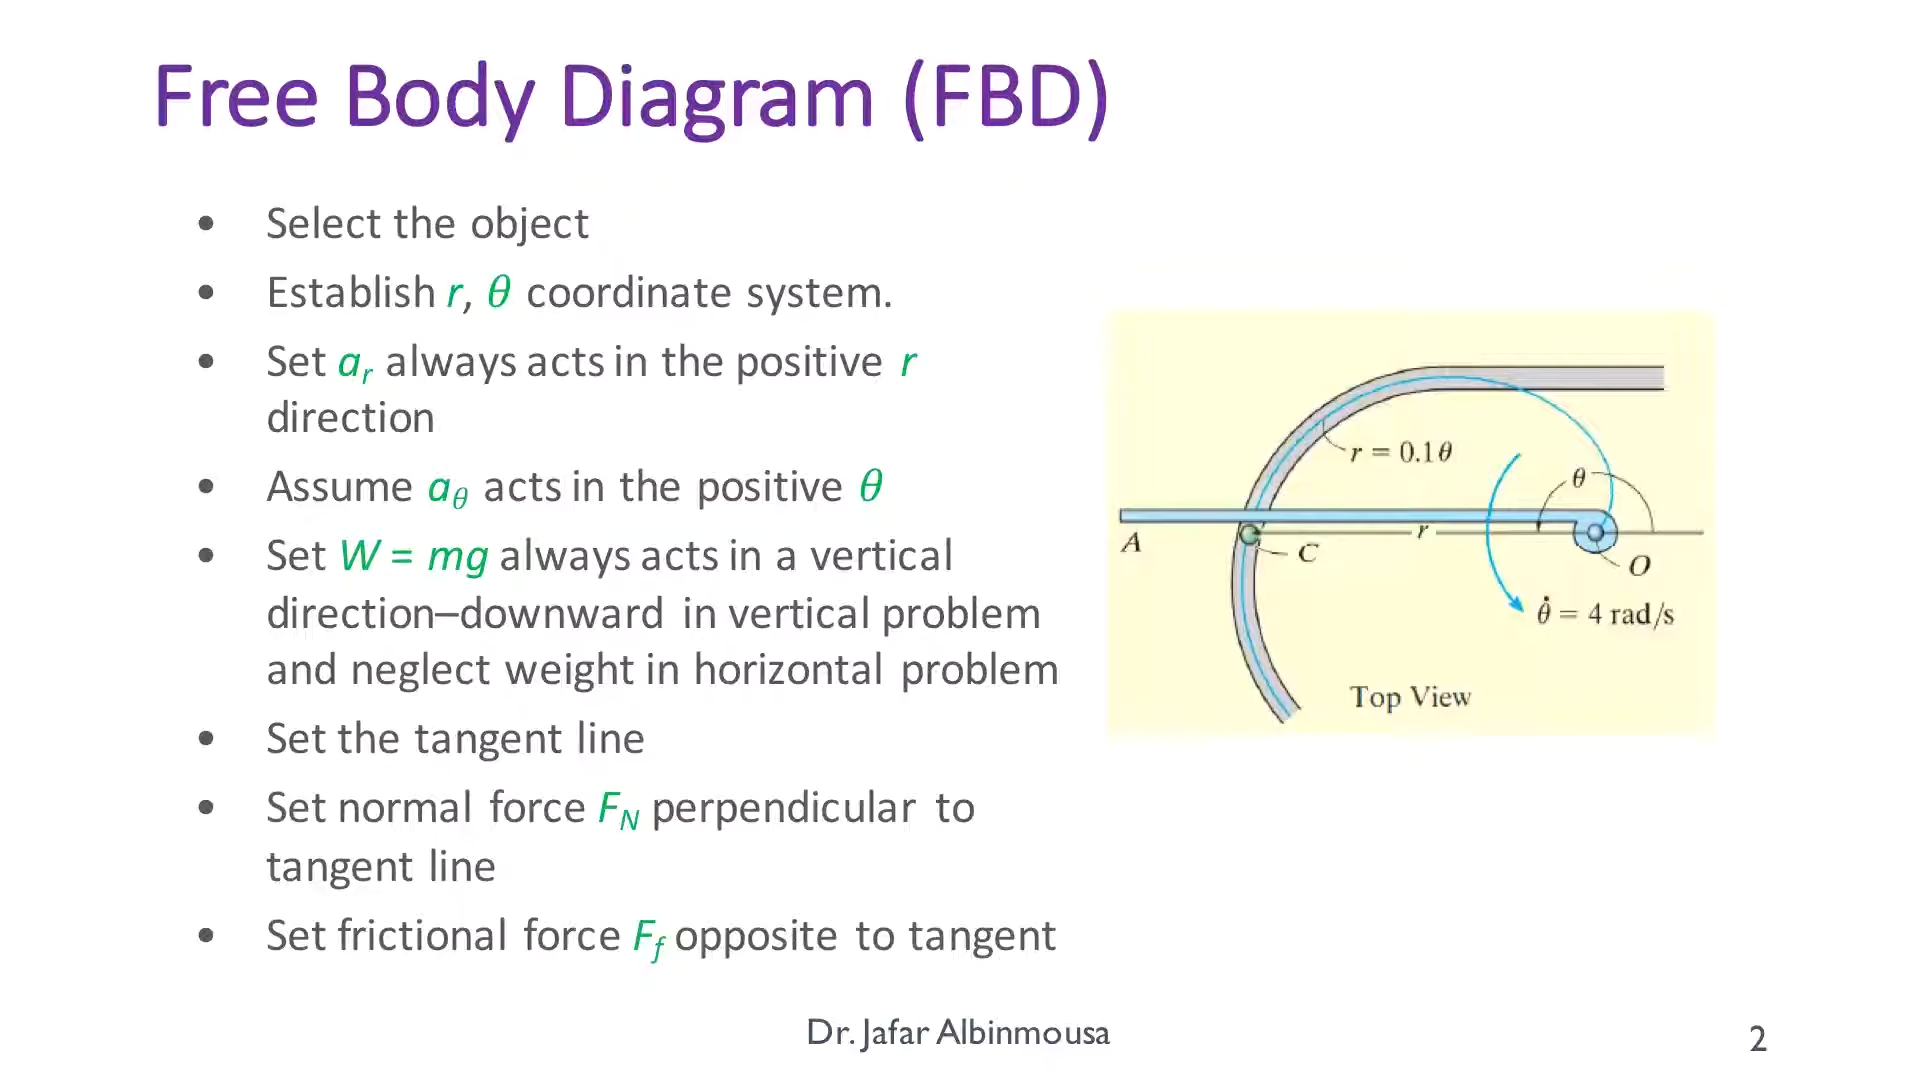 Free Body Diagram (FBD)
• Select the object
• Establish r, θ coordinate system.
• Set aᵣ always acts in the positive r
direction
• Assume a_θ acts in the positive θ
• Set W = mg always acts in a vertical
direction–downward in vertical problem
and neglect weight in horizontal problem
• Set the tangent line
• Set normal force F_N perpendicular to
tangent line
• Set frictional force F_f opposite to tangent
r = 0.1θ
θ
A
C
r
O
θ̇ = 4 rad/s
Top View
Dr. Jafar Albinmousa
2